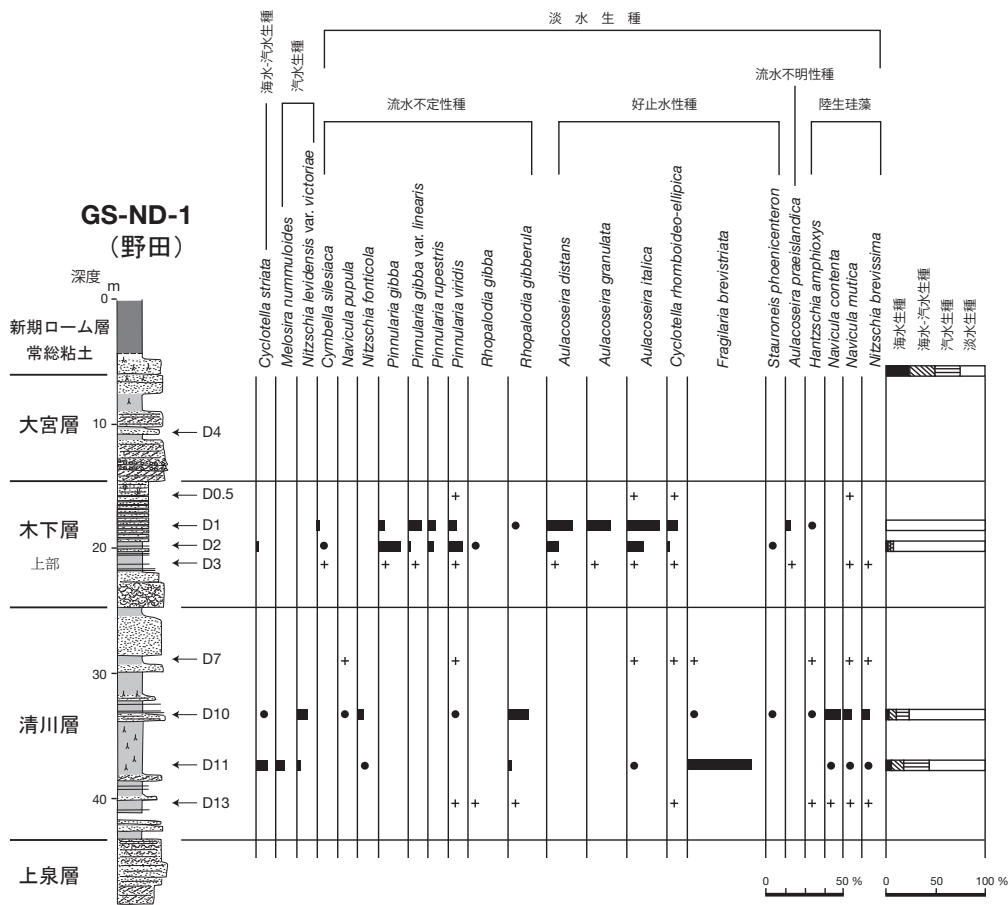 淡 水 生 種
海水-汽水生種
汽水生種
流水不定性種
好止水性種
流水不明性種
陸生珪藻
GS-ND-1
（野田）
深度 m
Cyclotella striata
Melosira nummuloides
Nitzschia levidensis var. victoriae
Cymbella silesiaca
Navicula pupula
Nitzschia fonticola
Pinnularia gibba
Pinnularia gibba var. linearis
Pinnularia rupestris
Pinnularia viridis
Rhopalodia gibba
Rhopalodia gibberula
Aulacoseira distans
Aulacoseira granulata
Aulacoseira italica
Cyclotella rhomboideo-ellipica
Fragilaria brevistriata
Stauroneis phoenicenteron
Aulacoseira praeislandica
Hantzschia amphioxys
Navicula contenta
Navicula mutica
Nitzschia brevissima
海水生種
海水-汽水生種
汽水生種
淡水生種
0
新期ローム層
常総粘土
大宮層
10
D4
D0.5
木下層
D1
20
D2
上部
D3
D7
30
清川層
D10
D11
40
D13
上泉層
0 50 %
0 50 100 %